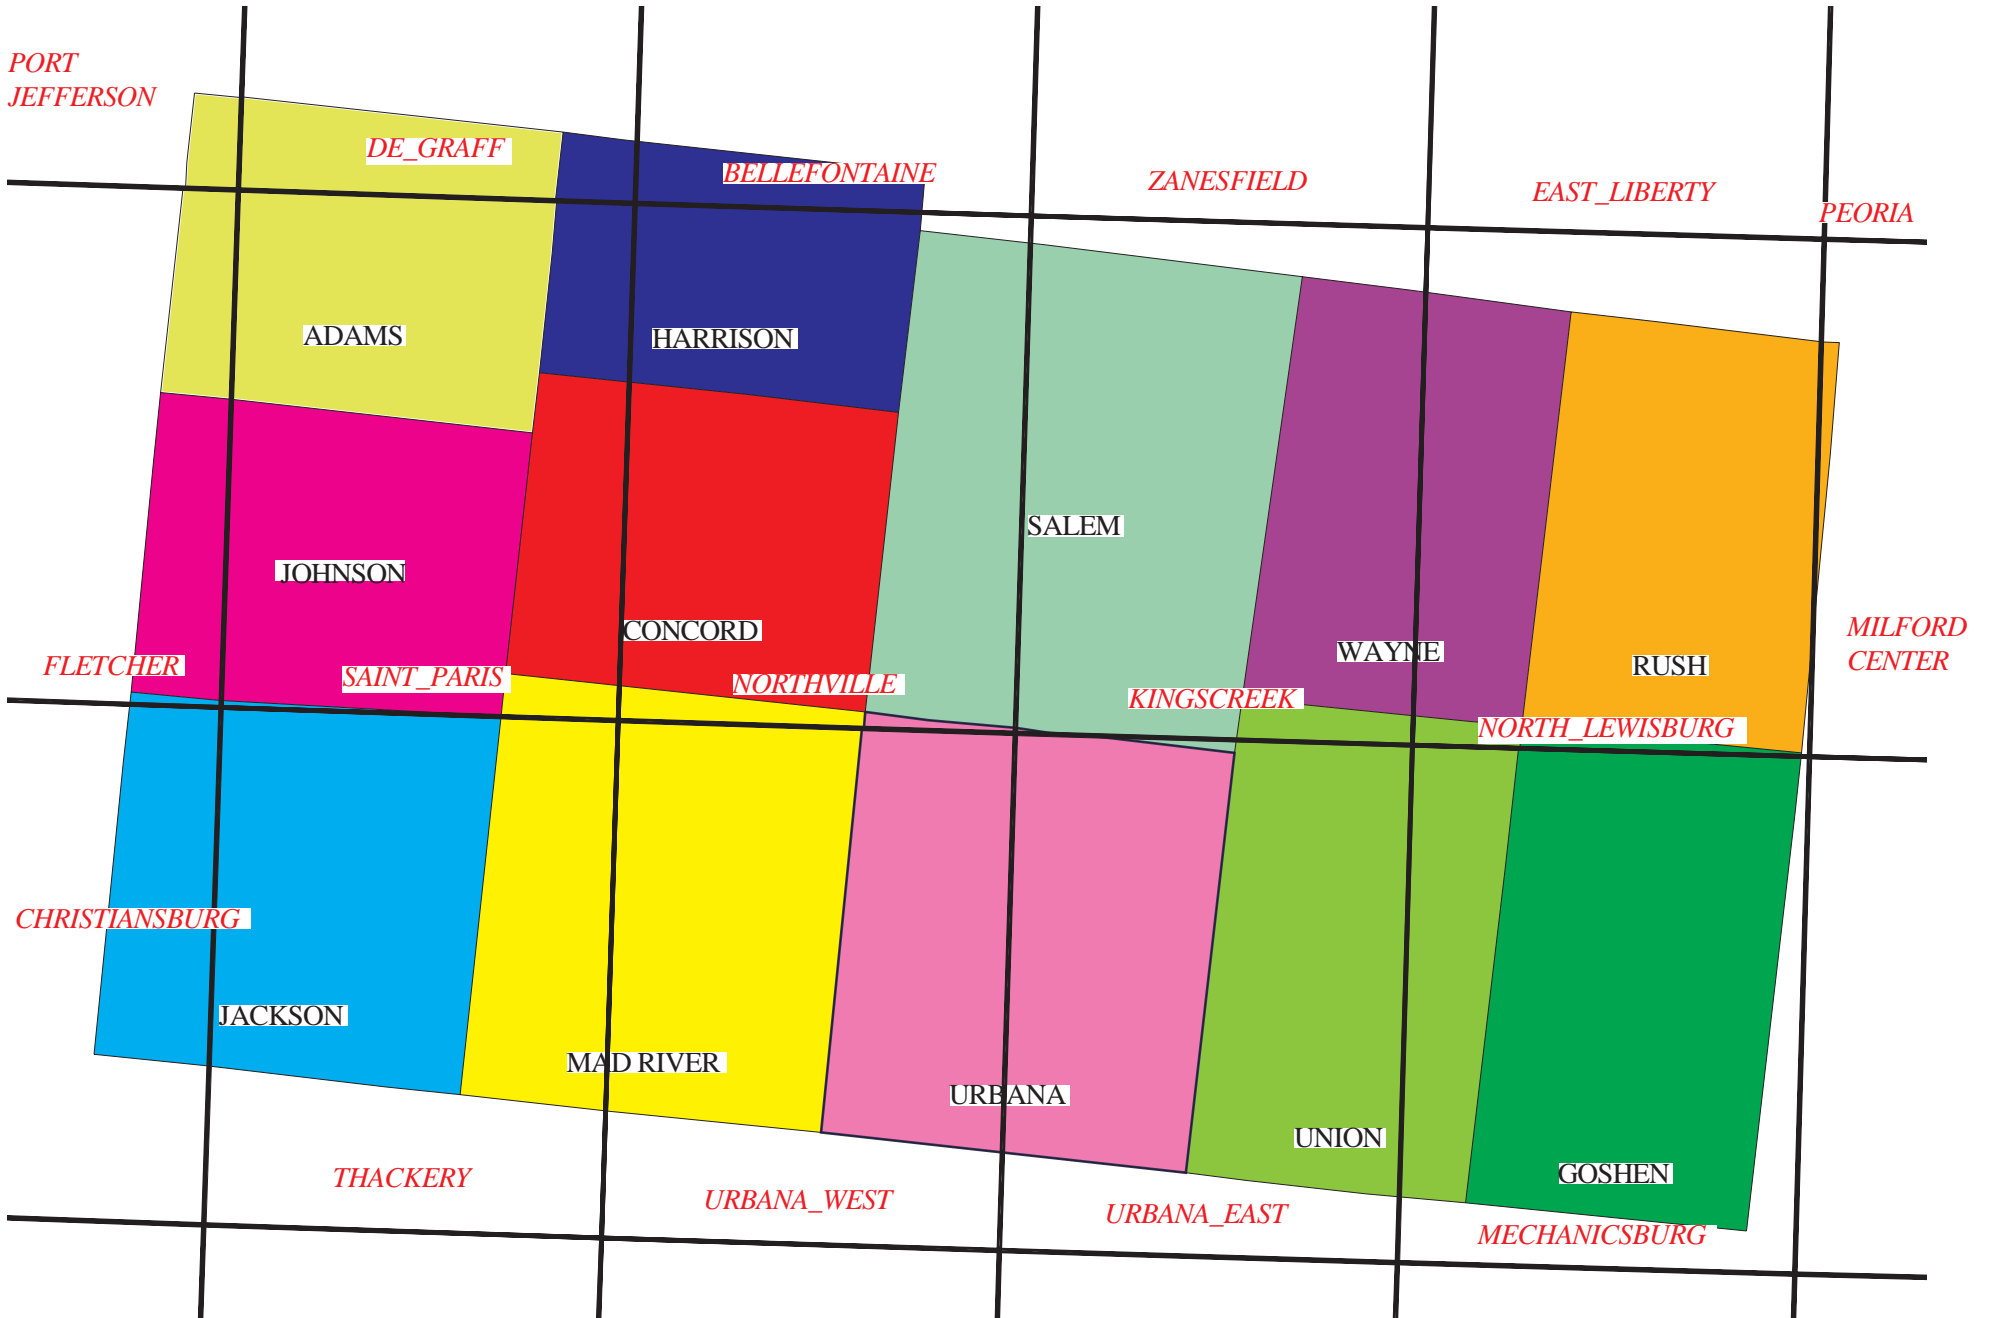 PORT
JEFFERSON
DE_GRAFF
BELLEFONTAINE
ZANESFIELD
EAST_LIBERTY
PEORIA
ADAMS
HARRISON
SALEM
JOHNSON
CONCORD
WAYNE
RUSH
MILFORD
CENTER
FLETCHER
SAINT_PARIS
NORTHVILLE
KINGSCREEK
NORTH_LEWISBURG
CHRISTIANSBURG
JACKSON
MAD RIVER
URBANA
UNION
GOSHEN
THACKERY
URBANA_WEST
URBANA_EAST
MECHANICSBURG